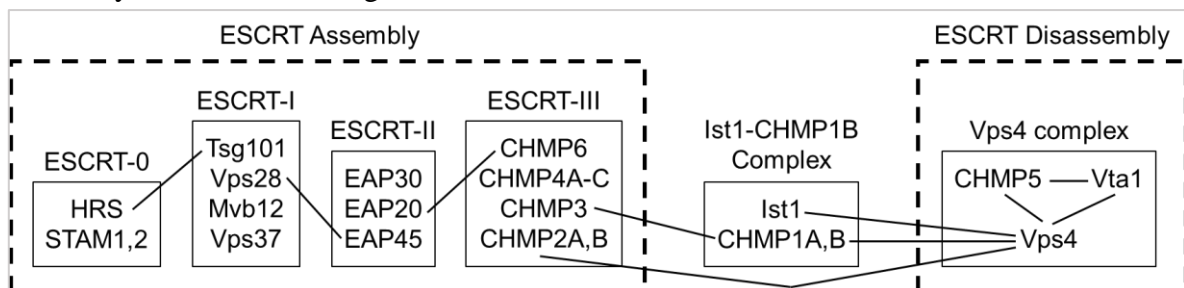 ESCRT Assembly
ESCRT Disassembly
ESCRT-0
HRS
STAM1,2
ESCRT-I
Tsg101
Vps28
Mvb12
Vps37
ESCRT-II
EAP30
EAP20
EAP45
ESCRT-III
CHMP6
CHMP4A-C
CHMP3
CHMP2A,B
Ist1-CHMP1B
Complex
Ist1
CHMP1A,B
Vps4 complex
CHMP5 Vta1
Vps4